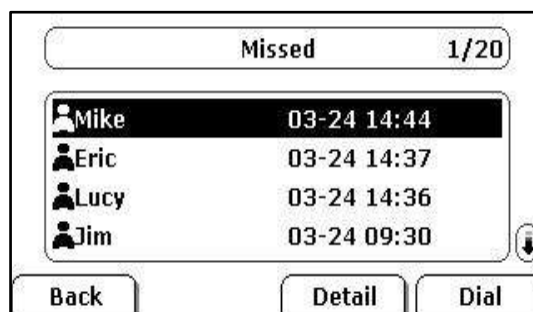 Missed 1/20
Mike 03-24 14:44
Eric 03-24 14:37
Lucy 03-24 14:36
Jim 03-24 09:30
Back Detail Dial